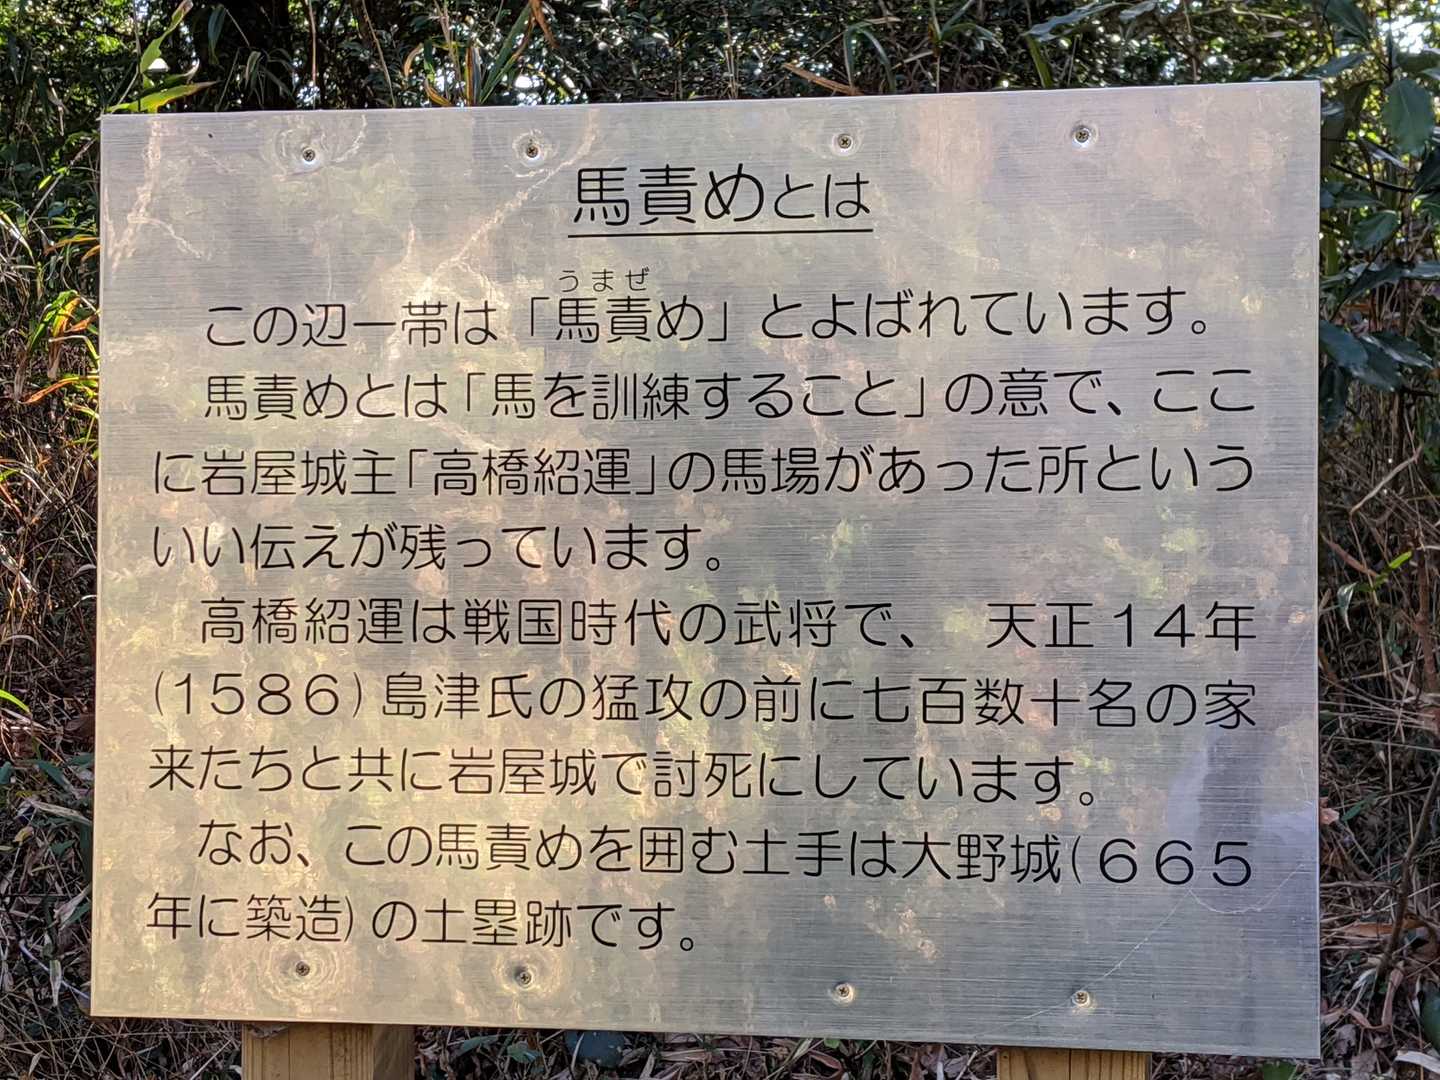 馬責めとは
うまぜ
この辺一帯は「馬責め」とよばれています。
馬責めとは「馬を訓練すること」の意で、ここ
に岩屋城主「高橋紹運」の馬場があった所という
いい伝えが残っています。
高橋紹運は戦国時代の武将で、　天正１４年
(１５８６)島津氏の猛攻の前に七百数十名の家
来たちと共に岩屋城で討死にしています。
なお、この馬責めを囲む土手は大野城(６６５
年に築造)の土塁跡です。